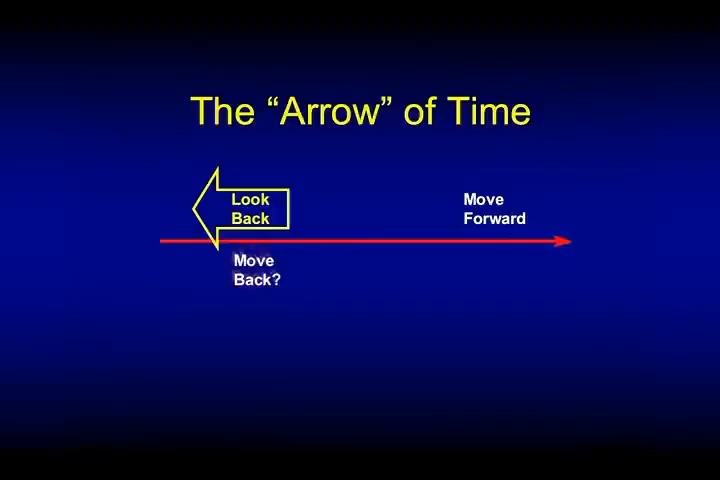 The “Arrow” of Time
Look
Back
Move
Forward
Move
Back?